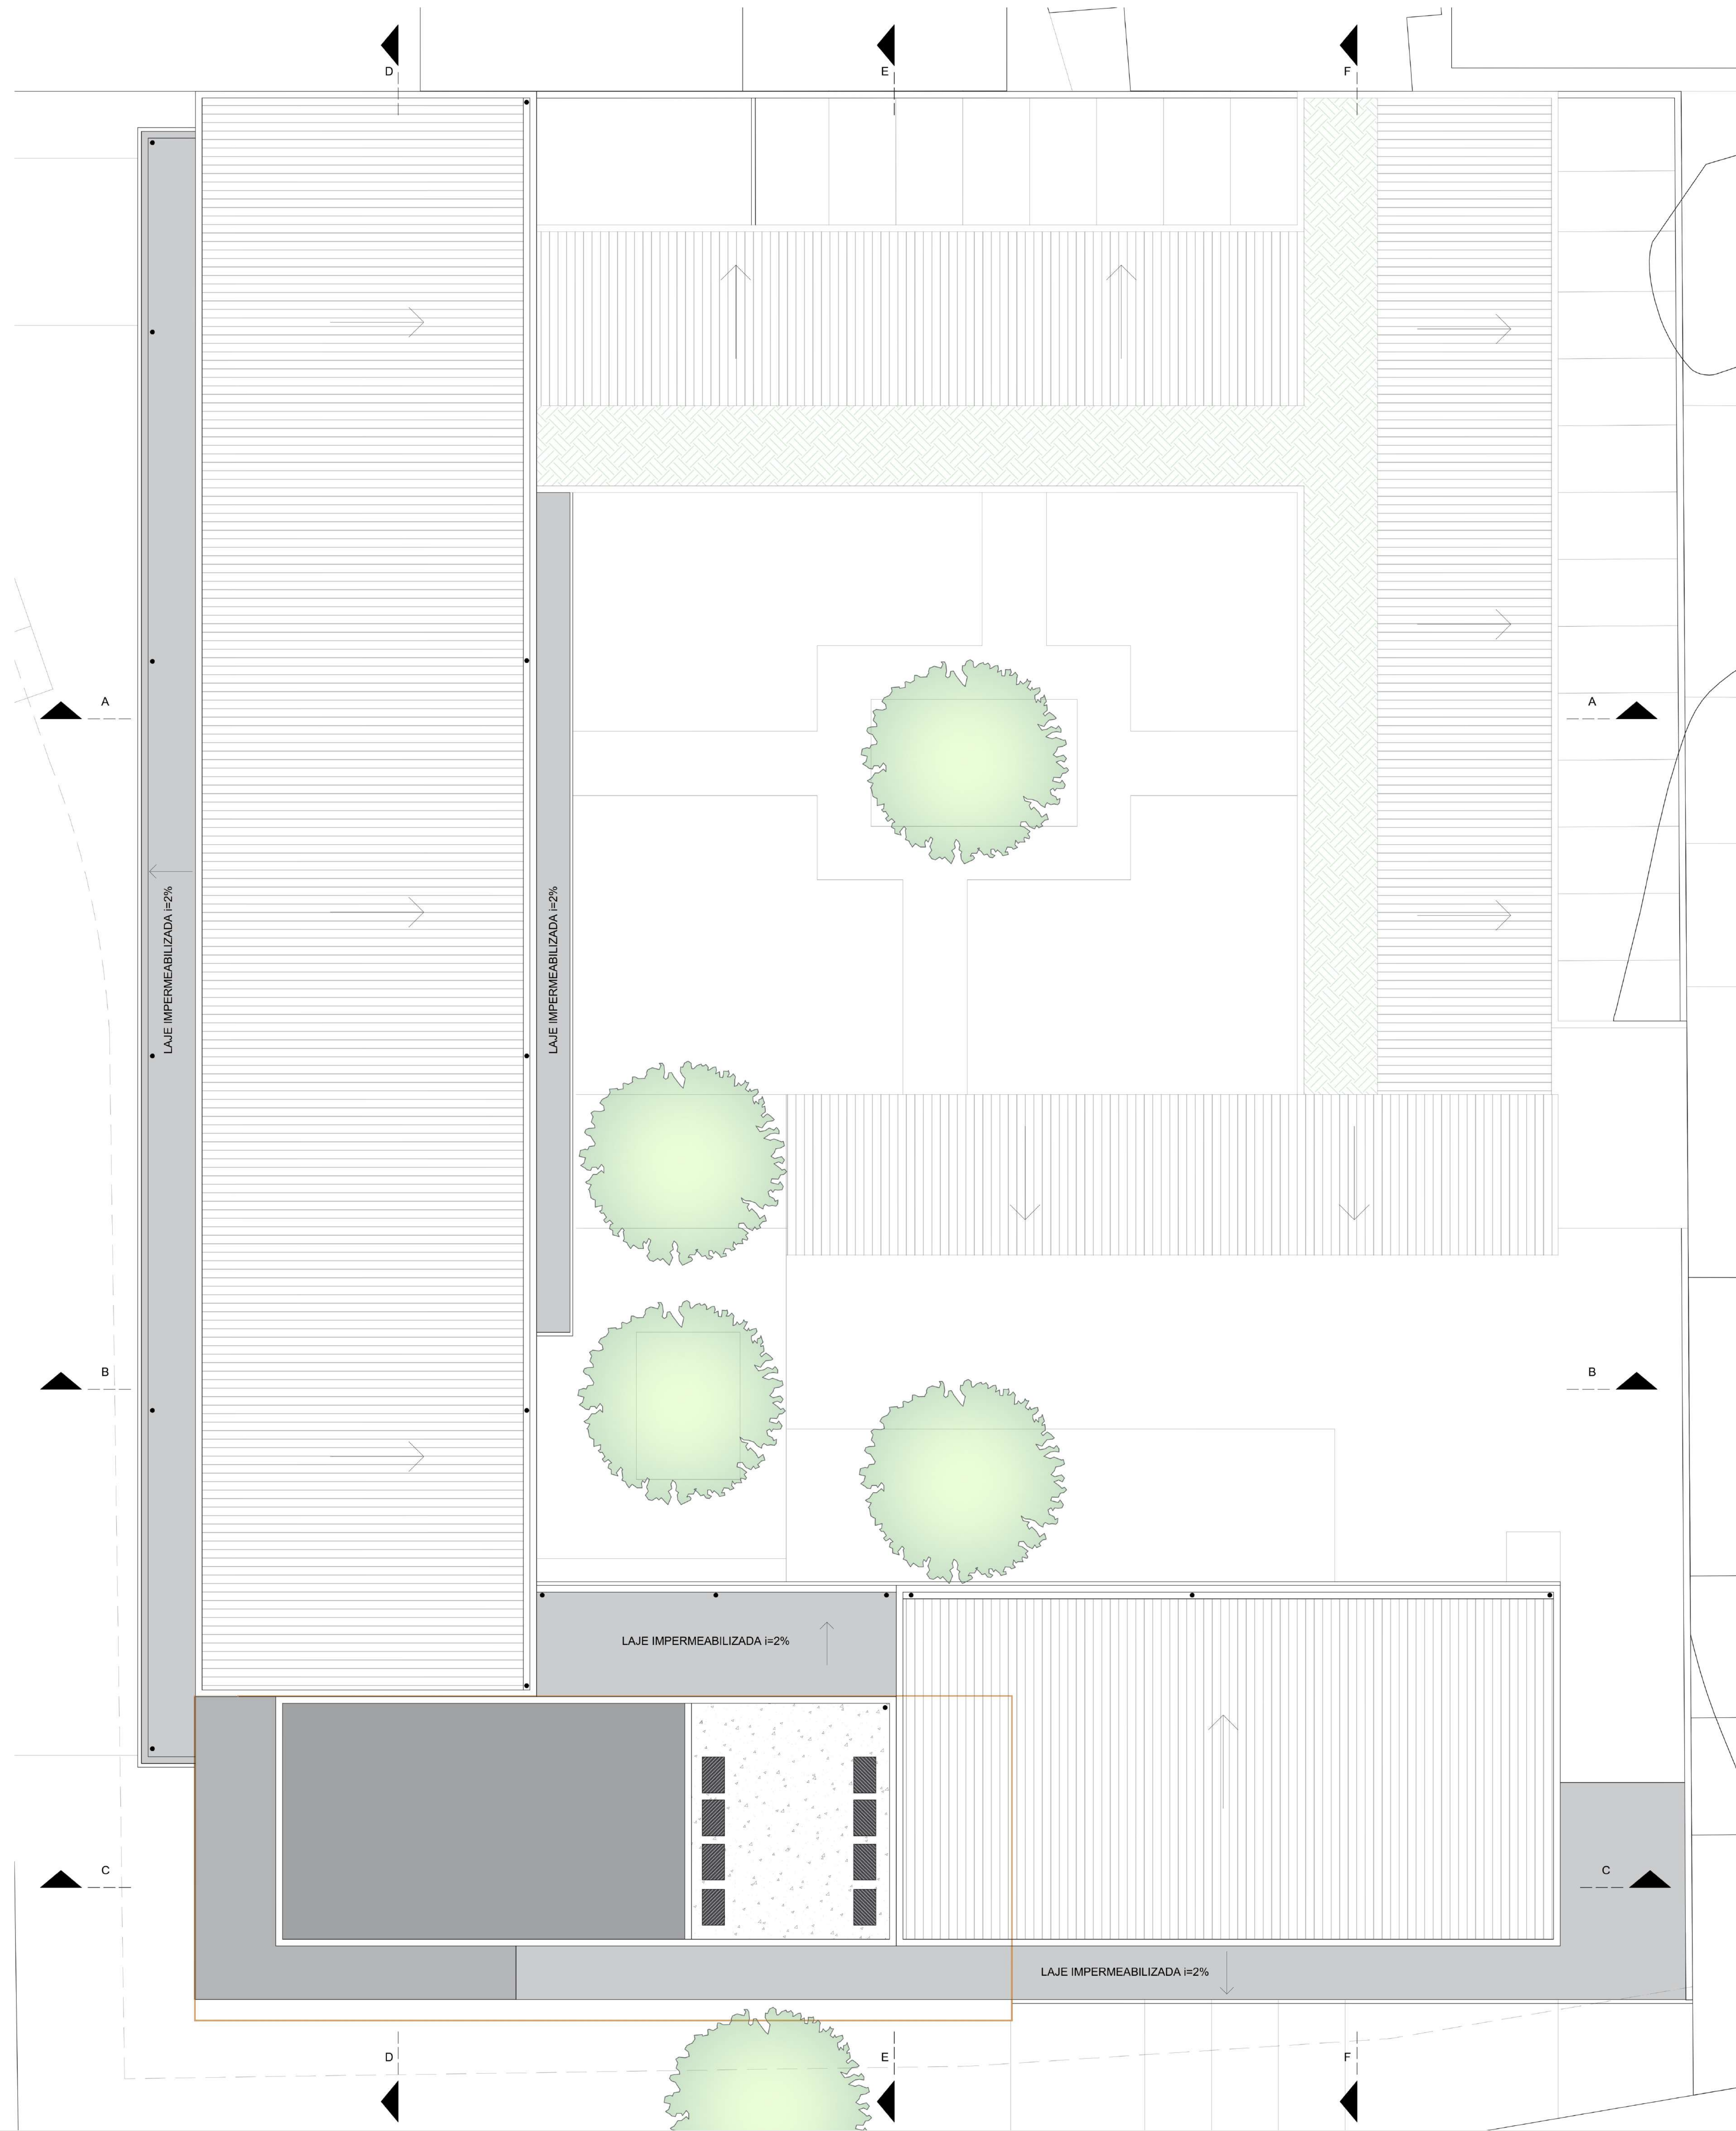 D
E
F
A
A
LAJE IMPERMEABILIZADA i=2%
LAJE IMPERMEABILIZADA i=2%
B
B
LAJE IMPERMEABILIZADA i=2%
C
C
LAJE IMPERMEABILIZADA i=2%
D
E
F